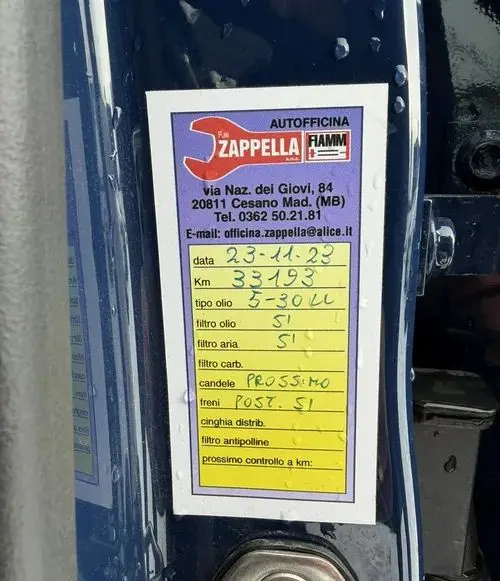 AUTOFFICINA
F.lli ZAPPELLA s.n.c. FIAMM
via Naz. dei Giovi, 84
20811 Cesano Mad. (MB)
Tel. 0362 50.21.81
E-mail: officina.zappella@alice.it
data 23-11-23
Km 33193
tipo olio 5-30 LL
filtro olio SI
filtro aria SI
filtro carb.
candele PROSSIMO
freni POST. SI
cinghia distrib.
filtro antipolline
prossimo controllo a km: